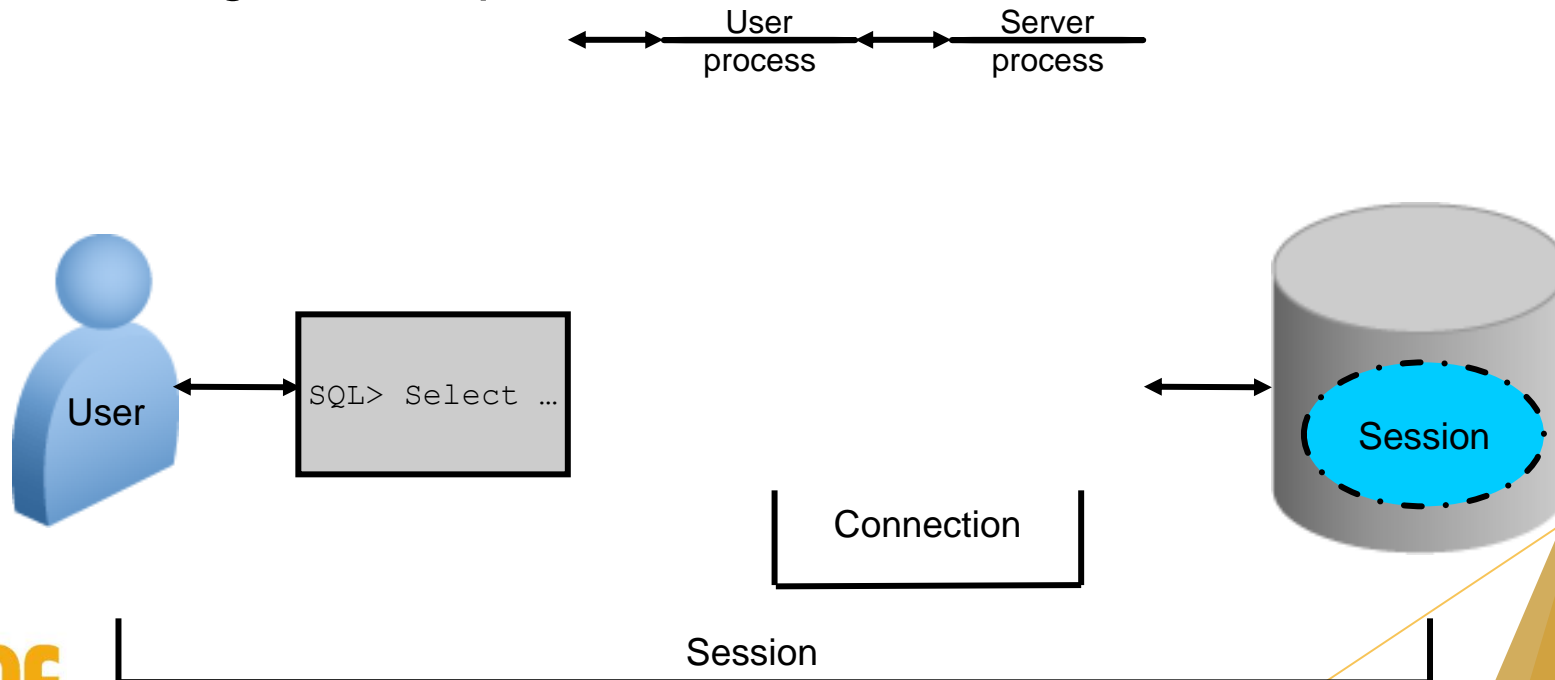 User
process
Server
process
User
SQL> Select …
Session
Connection
Session